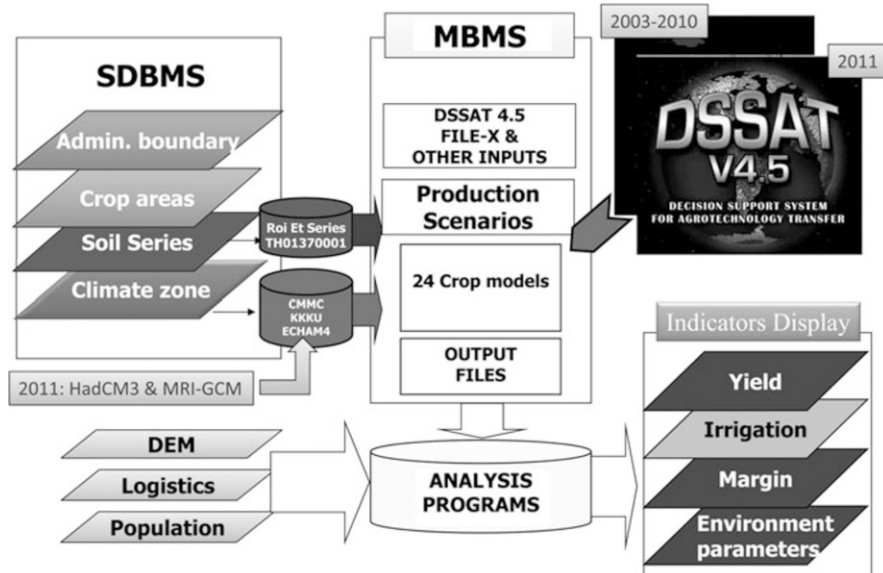 SDBMS
Admin. boundary
Crop areas
Soil Series
Climate zone
Roi Et Series
TH01370001
CMMC
KKKU
ECHAM4
2011: HadCM3 & MRI-GCM
MBMS
DSSAT 4.5
FILE-X &
OTHER INPUTS
Production
Scenarios
24 Crop models
OUTPUT
FILES
2003-2010
2011
DSSAT
V4.5
DECISION SUPPORT SYSTEM
FOR AGROTECHNOLOGY TRANSFER
DEM
Logistics
Population
ANALYSIS
PROGRAMS
Indicators Display
Yield
Irrigation
Margin
Environment
parameters